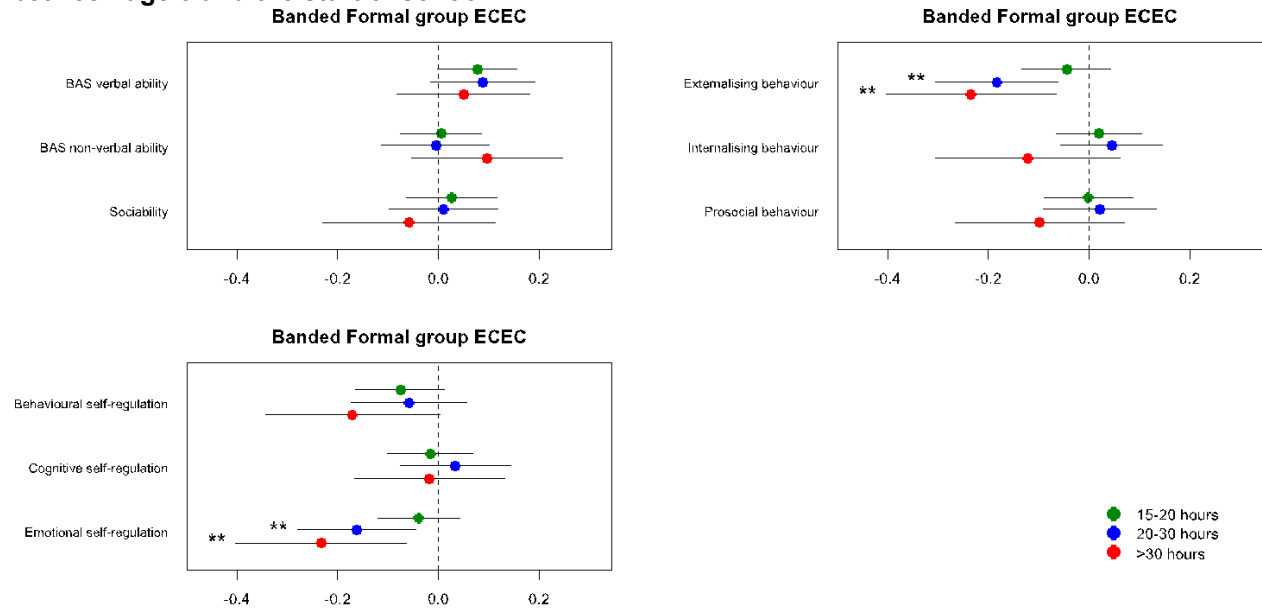 Banded Formal group ECEC
BAS verbal ability
BAS non-verbal ability
Sociability
-0.4 -0.2 0.0 0.2
Banded Formal group ECEC
Externalising behaviour
**
**
Internalising behaviour
Prosocial behaviour
-0.4 -0.2 0.0 0.2
Banded Formal group ECEC
Behavioural self-regulation
Cognitive self-regulation
Emotional self-regulation
**
**
-0.4 -0.2 0.0 0.2
15-20 hours
20-30 hours
>30 hours